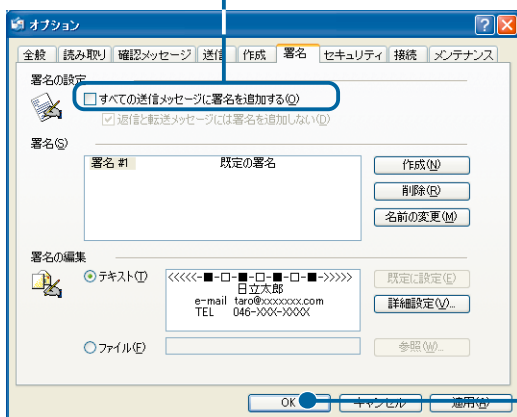 オプション
全般 読み取り 確認メッセージ 送信 作成 署名 セキュリティ 接続 メンテナンス
署名の設定
すべての送信メッセージに署名を追加する(O)
返信と転送メッセージには署名を追加しない(D)
署名(S)
署名 #1 既定の署名
作成(N)
削除(R)
名前の変更(M)
署名の編集
テキスト(T)
<<<<<-■-□-■-□-■-□-■->>>>>
日立太郎
e-mail taro@xxxxxxx.com
TEL 046-XXX-XXXX
既定に設定(E)
詳細設定(V)...
ファイル(F)
参照(W)...
OK キャンセル 適用(A)